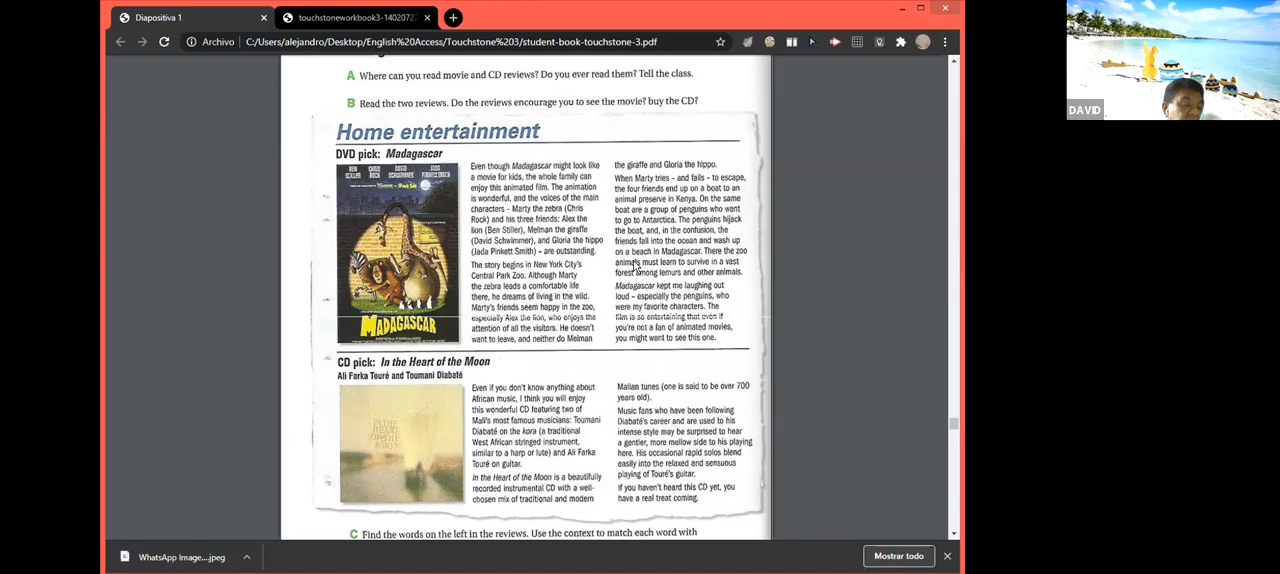 Diapositiva 1
touchstoneworkbook3-1402072
Archivo
C:/Users/alejandro/Desktop/English%20Access/Touchstone%203/student-book-touchstone-3.pdf
DAVID
A Where can you read movie and CD reviews? Do you ever read them? Tell the class.
B Read the two reviews. Do the reviews encourage you to see the movie? buy the CD?
Home entertainment
DVD pick: Madagascar
BEN STILLER
CHRIS ROCK
DAVID SCHWIMMER
JADA PINKETT SMITH
MADAGASCAR
Even though Madagascar might look like
a movie for kids, the whole family can
enjoy this animated film. The animation
is wonderful, and the voices of the main
characters - Marty the zebra (Chris
Rock) and his three friends: Alex the
lion (Ben Stiller), Melman the giraffe
(David Schwimmer), and Gloria the hippo
(Jada Pinkett Smith) - are outstanding.
The story begins in New York City's
Central Park Zoo. Although Marty
the zebra leads a comfortable life
there, he dreams of living in the wild.
Marty's friends seem happy in the zoo,
especially Alex the lion, who enjoys the
attention of all the visitors. He doesn't
want to leave, and neither do Melman
the giraffe and Gloria the hippo.
When Marty tries - and fails - to escape,
the four friends end up on a boat to an
animal preserve in Kenya. On the same
boat are a group of penguins who want
to go to Antarctica. The penguins hijack
the boat, and, in the confusion, the
friends fall into the ocean and wash up
on a beach in Madagascar. There the zoo
animals must learn to survive in a vast
forest among lemurs and other animals.
Madagascar kept me laughing out
loud - especially the penguins, who
were my favorite characters. The
film is so entertaining that even if
you're not a fan of animated movies,
you might want to see this one.
CD pick: In the Heart of the Moon
Ali Farka Touré and Toumani Diabaté
IN THE
HEART
OF THE
MOON
Even if you don't know anything about
African music, I think you will enjoy
this wonderful CD featuring two of
Mali's most famous musicians: Toumani
Diabaté on the kora (a traditional
West African stringed instrument,
similar to a harp or lute) and Ali Farka
Touré on guitar.
In the Heart of the Moon is a beautifully
recorded instrumental CD with a well-
chosen mix of traditional and modern
Malian tunes (one is said to be over 700
years old).
Music fans who have been following
Diabaté's career and are used to his
intense style may be surprised to hear
a gentler, more mellow side to his playing
here. His occasional rapid solos blend
easily into the relaxed and sensuous
playing of Touré's guitar.
If you haven't heard this CD yet, you
have a real treat coming.
C Find the words on the left in the reviews. Use the context to match each word with
WhatsApp Image....jpeg
Mostrar todo